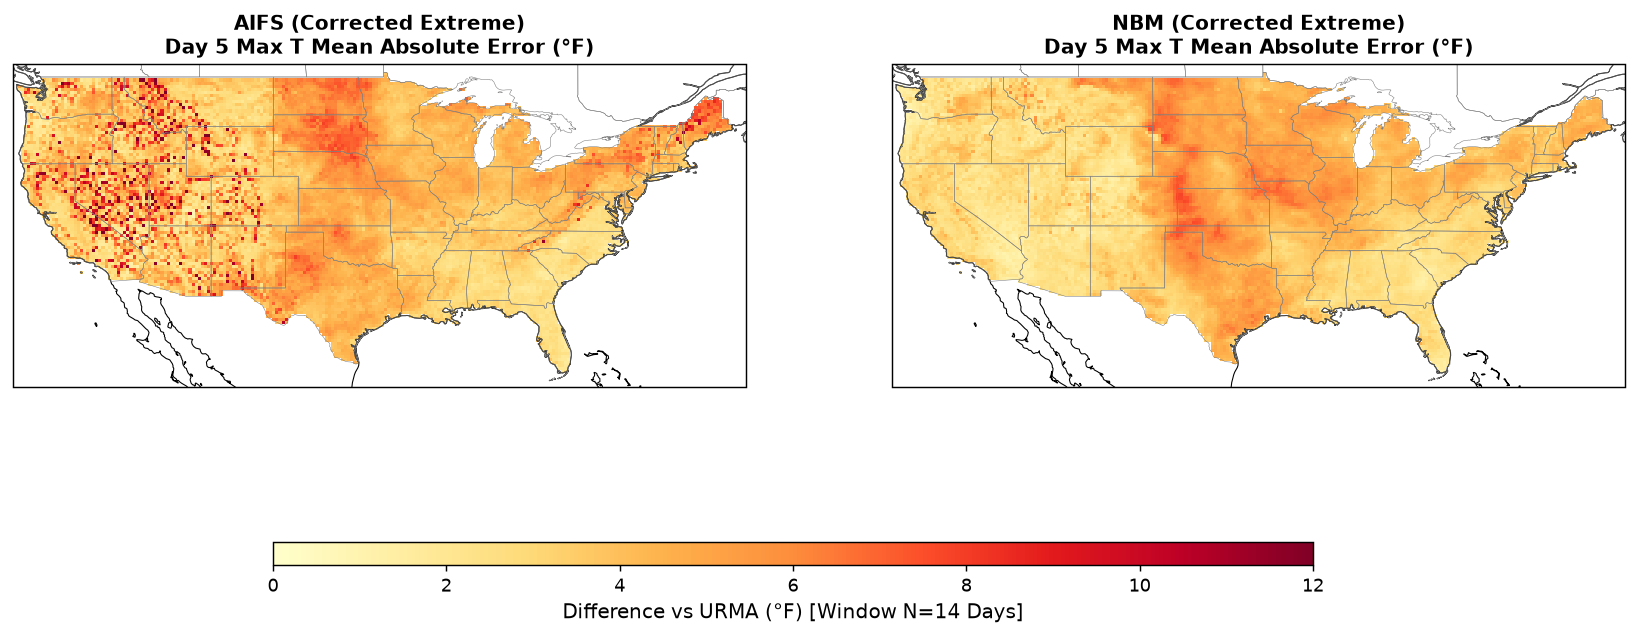 AIFS (Corrected Extreme)
Day 5 Max T Mean Absolute Error (°F)
NBM (Corrected Extreme)
Day 5 Max T Mean Absolute Error (°F)
0 2 4 6 8 10 12
Difference vs URMA (°F) [Window N=14 Days]